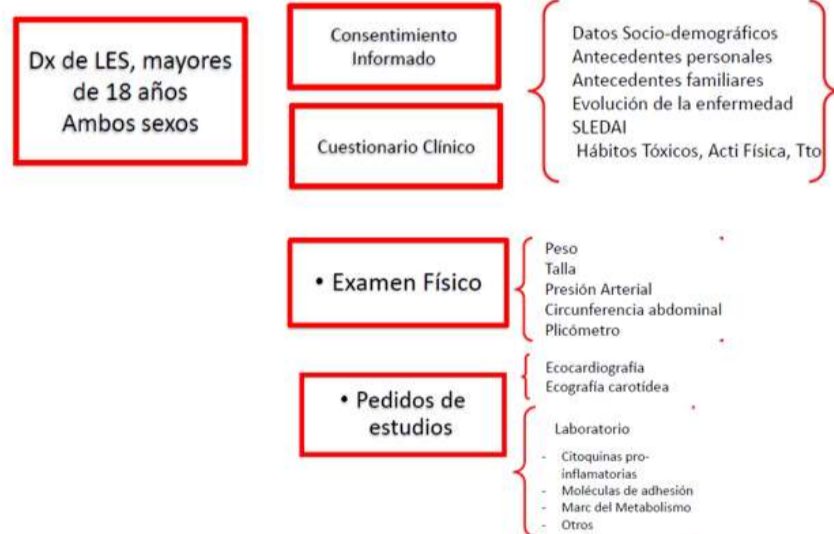 Dx de LES, mayores
de 18 años
Ambos sexos
Consentimiento
Informado
Cuestionario Clínico
Datos Socio-demográficos
Antecedentes personales
Antecedentes familiares
Evolución de la enfermedad
SLEDAI
Hábitos Tóxicos, Acti Física, Tto
• Examen Físico
Peso
Talla
Presión Arterial
Circunferencia abdominal
Plicómetro
• Pedidos de
estudios
Ecocardiografía
Ecografía carotídea
Laboratorio
- Citoquinas pro-
inflamatorias
- Moléculas de adhesión
- Marc del Metabolismo
- Otros